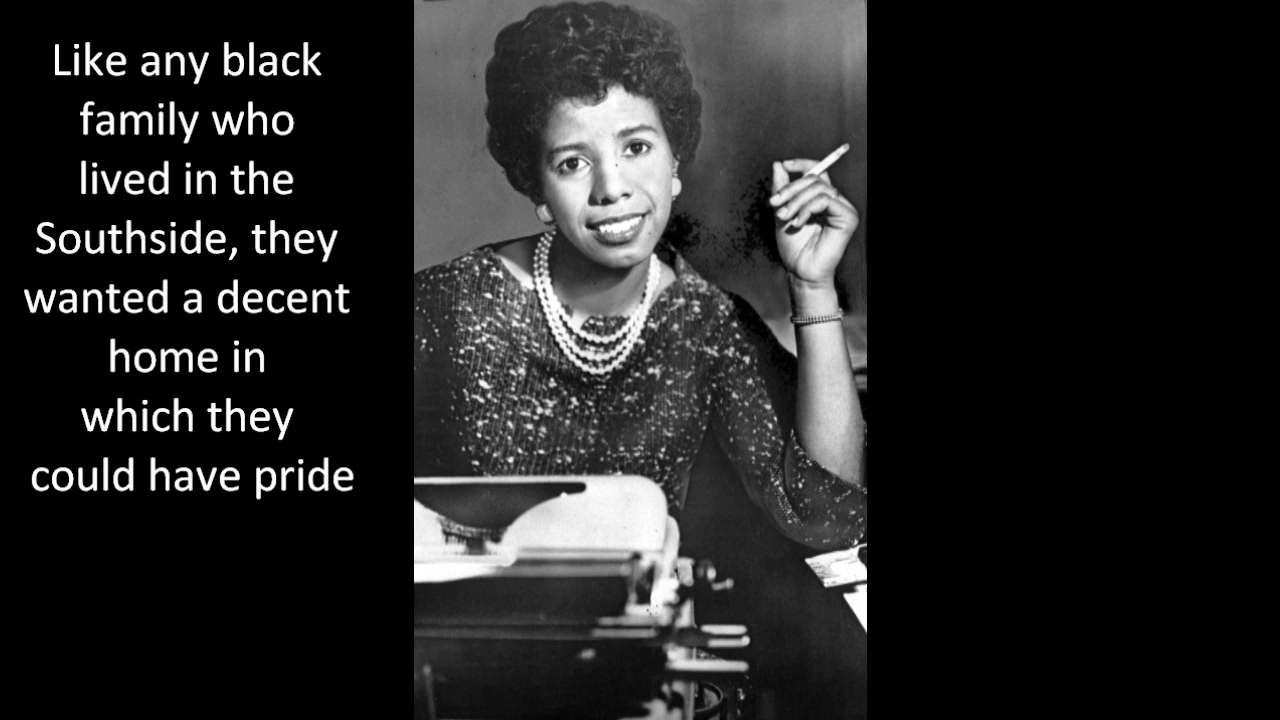 Like any black
family who
lived in the
Southside, they
wanted a decent
home in
which they
could have pride